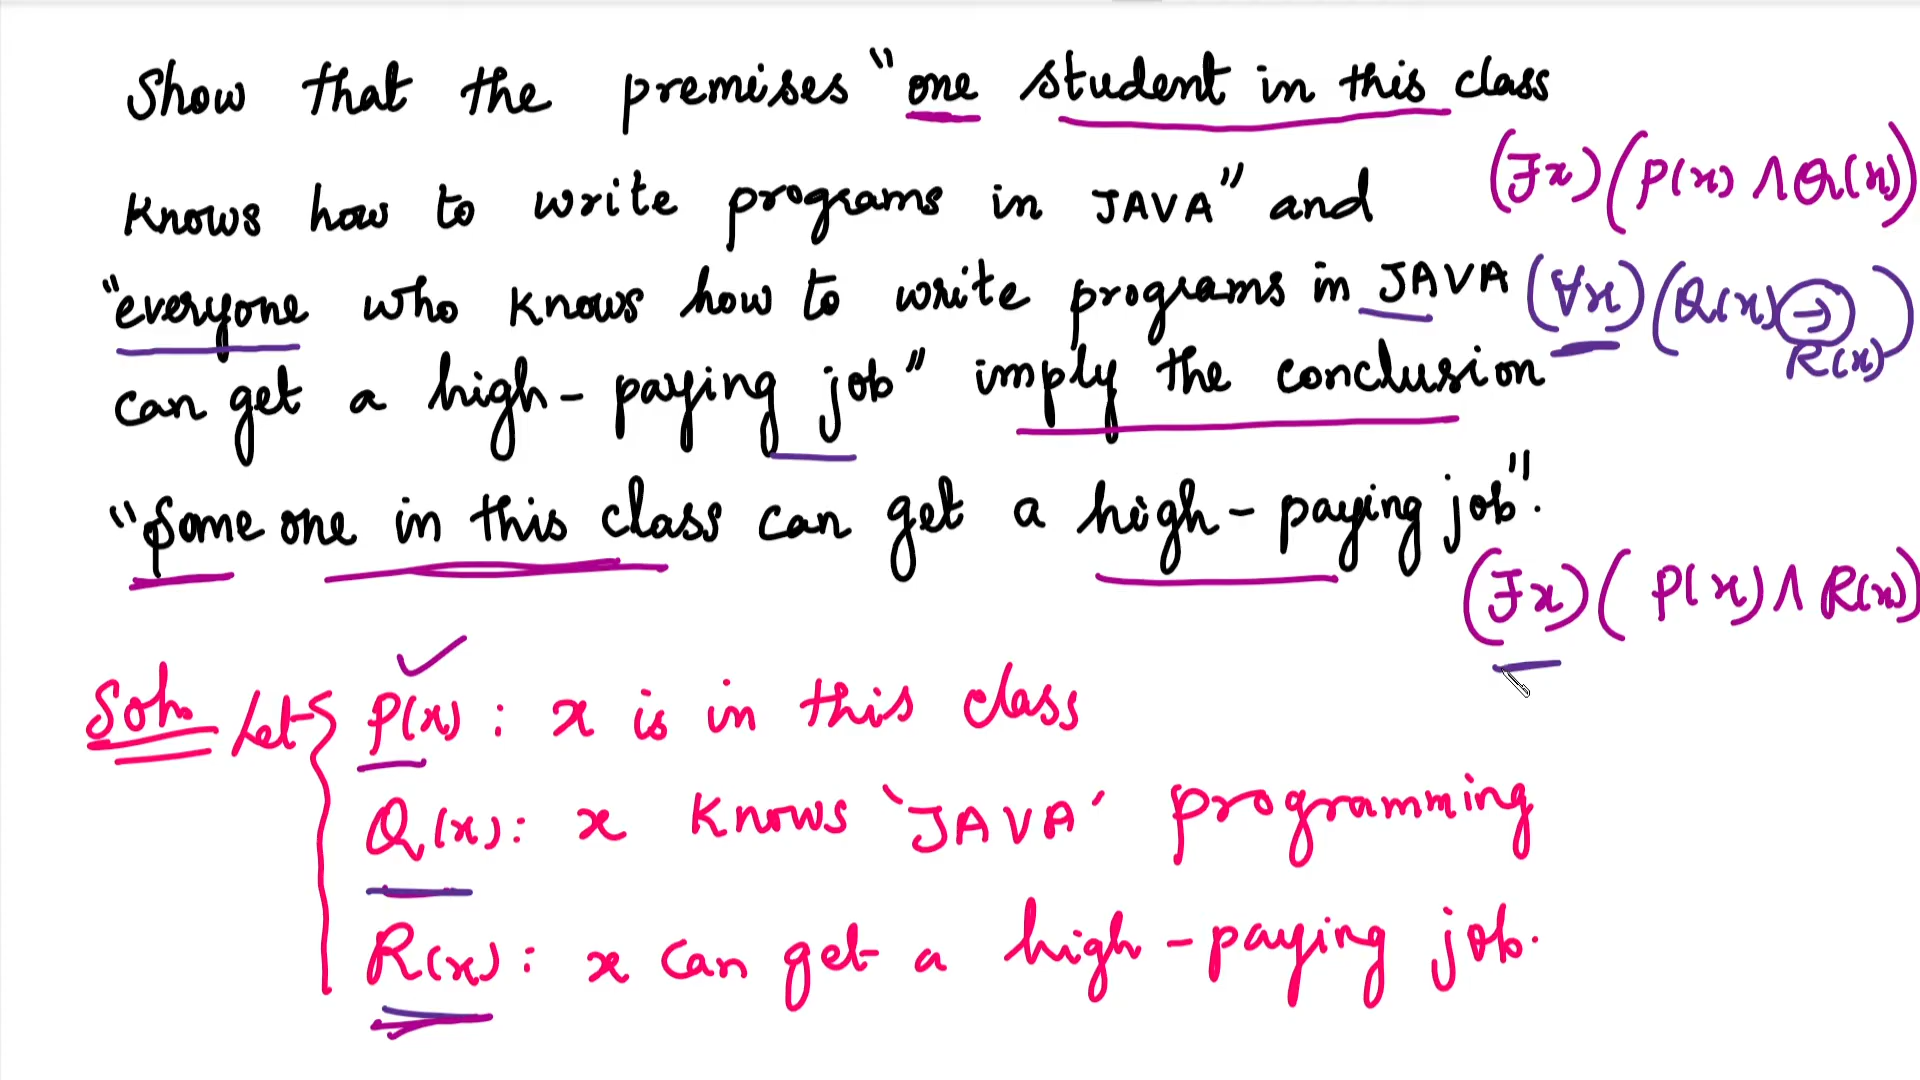 Show that the premises "one student in this class
(∃x)(P(x) ∧ Q(x))
Knows how to write programs in JAVA" and
"everyone who knows how to write programs in JAVA (∀x)(Q(x) → R(x))
can get a high-paying job" imply the conclusion
"Some one in this class can get a high-paying job".
(∃x)(P(x) ∧ R(x))
Soln Let P(x): x is in this class
Q(x): x knows 'JAVA' programming
R(x): x can get a high-paying job.